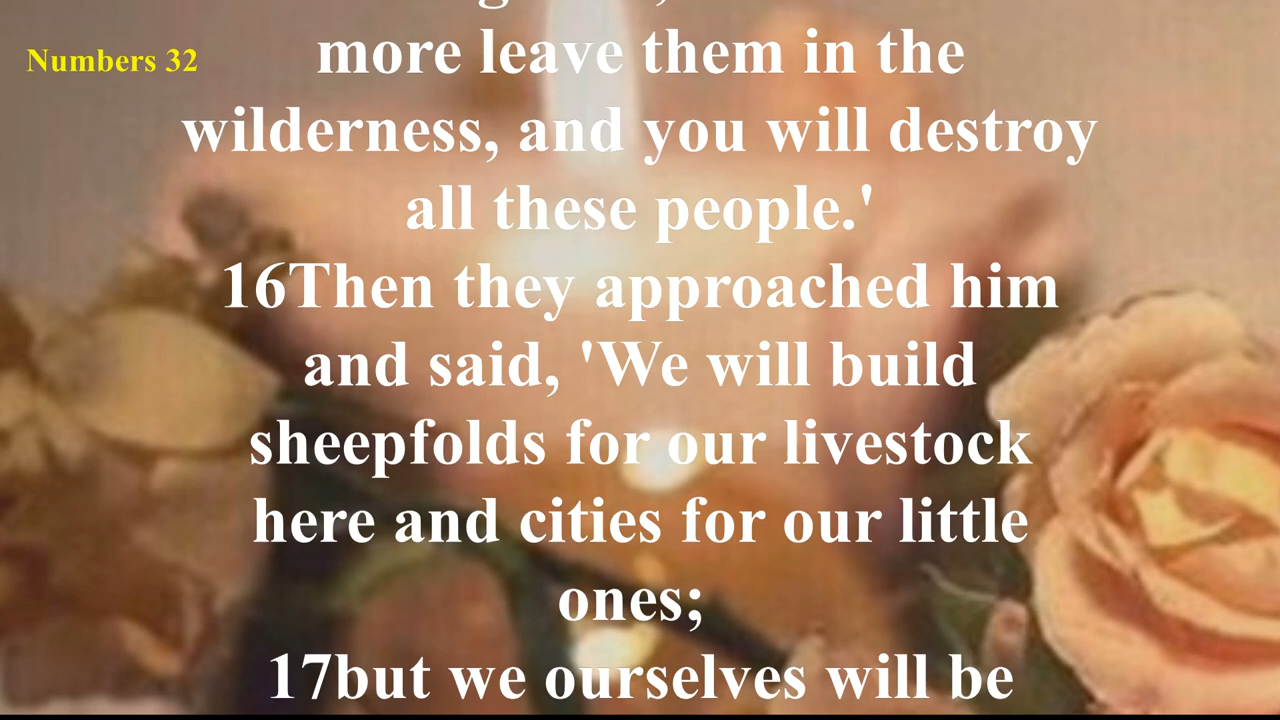 Numbers 32
more leave them in the
wilderness, and you will destroy
all these people.'
16Then they approached him
and said, 'We will build
sheepfolds for our livestock
here and cities for our little
ones;
17but we ourselves will be